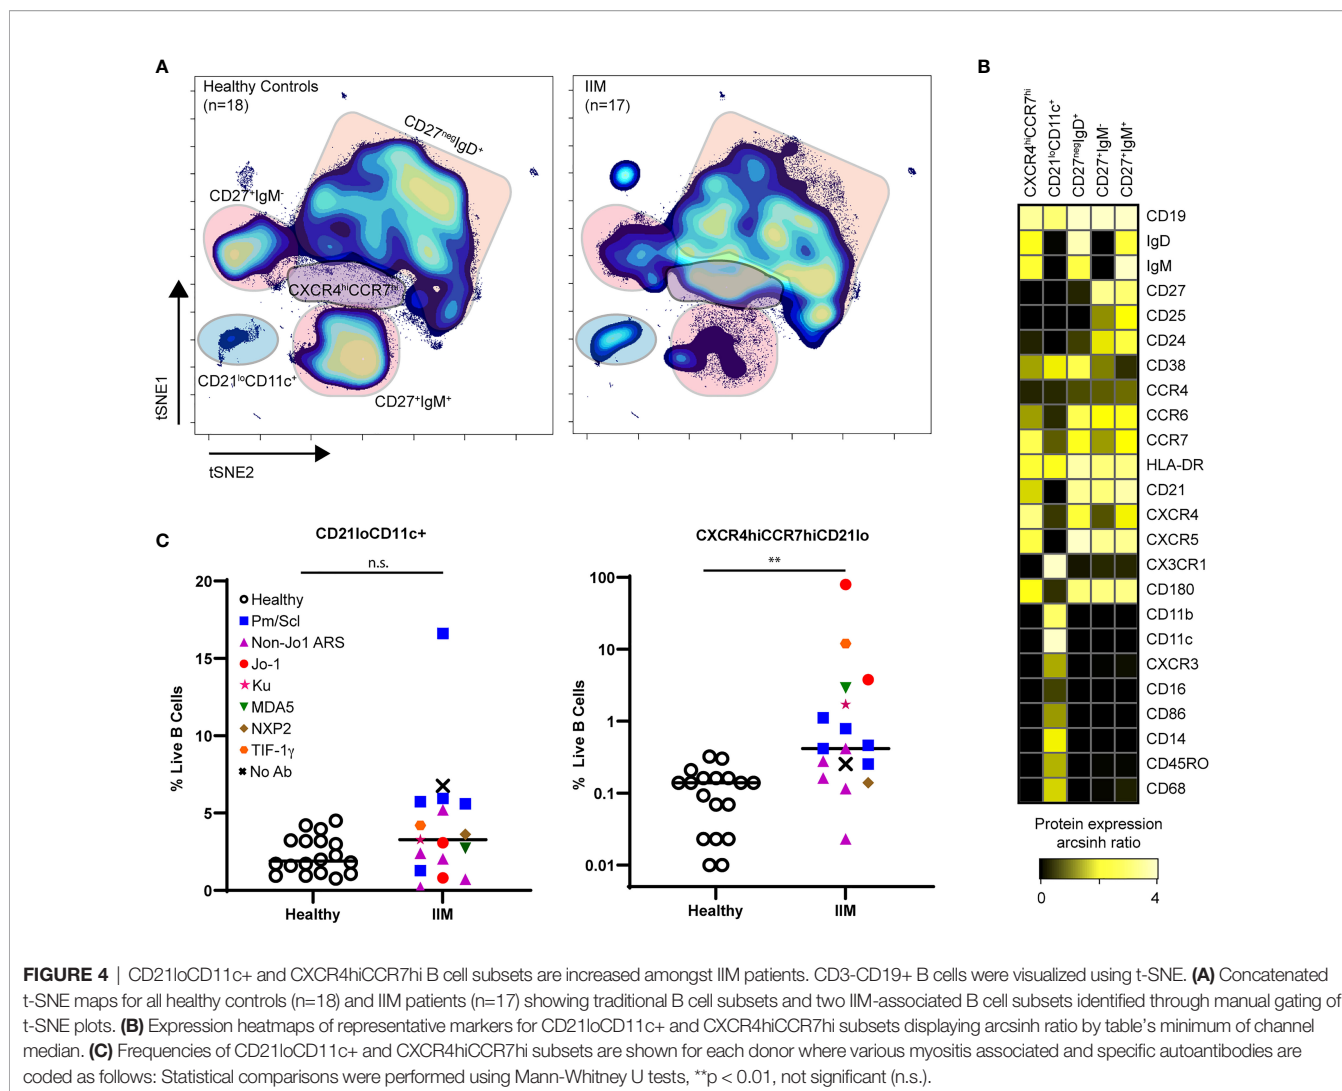 A
Healthy Controls
(n=18)
CD27negIgD+
CD27+IgM-
CXCR4hiCCR7hi
CD21loCD11c+
CD27+IgM+
tSNE1
tSNE2
IIM
(n=17)
B
CXCR4hiCCR7hi
CD21loCD11c+
CD27negIgD+
CD27+IgM-
CD27+IgM+
CD19
IgD
IgM
CD27
CD25
CD24
CD38
CCR4
CCR6
CCR7
HLA-DR
CD21
CXCR4
CXCR5
CX3CR1
CD180
CD11b
CD11c
CXCR3
CD16
CD86
CD14
CD45RO
CD68
Protein expression
arcsinh ratio
0 4
C
CD21loCD11c+
n.s.
% Live B Cells
20
15
10
5
0
Healthy
Pm/Scl
Non-Jo1 ARS
Jo-1
Ku
MDA5
NXP2
TIF-1γ
No Ab
Healthy IIM
CXCR4hiCCR7hiCD21lo
**
% Live B Cells
100
10
1
0.1
0.01
Healthy IIM
FIGURE 4 | CD21loCD11c+ and CXCR4hiCCR7hi B cell subsets are increased amongst IIM patients. CD3-CD19+ B cells were visualized using t-SNE. (A) Concatenated
t-SNE maps for all healthy controls (n=18) and IIM patients (n=17) showing traditional B cell subsets and two IIM-associated B cell subsets identified through manual gating of
t-SNE plots. (B) Expression heatmaps of representative markers for CD21loCD11c+ and CXCR4hiCCR7hi subsets displaying arcsinh ratio by table's minimum of channel
median. (C) Frequencies of CD21loCD11c+ and CXCR4hiCCR7hi subsets are shown for each donor where various myositis associated and specific autoantibodies are
coded as follows: Statistical comparisons were performed using Mann-Whitney U tests, **p < 0.01, not significant (n.s.).